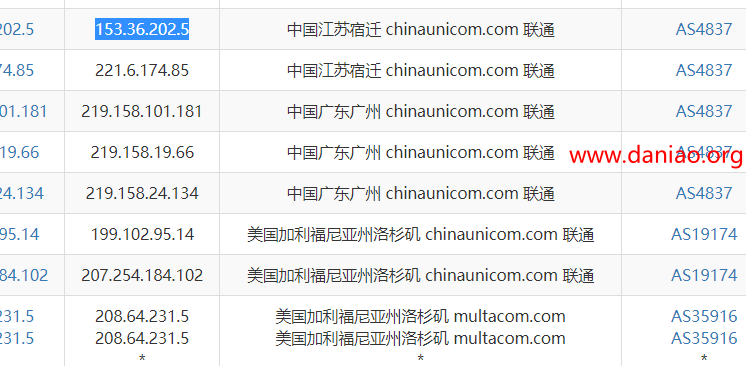 202.5 153.36.202.5 中国江苏宿迁 chinaunicom.com 联通 AS4837
74.85 221.6.174.85 中国江苏宿迁 chinaunicom.com 联通 AS4837
01.181 219.158.101.181 中国广东广州 chinaunicom.com 联通 AS4837
19.66 219.158.19.66 中国广东广州 chinaunicom.com 联通 AS4837
www.daniao.org
24.134 219.158.24.134 中国广东广州 chinaunicom.com 联通 AS4837
95.14 199.102.95.14 美国加利福尼亚州洛杉矶 chinaunicom.com 联通 AS19174
84.102 207.254.184.102 美国加利福尼亚州洛杉矶 chinaunicom.com 联通 AS19174
231.5 208.64.231.5 美国加利福尼亚州洛杉矶 multacom.com AS35916
231.5 208.64.231.5 美国加利福尼亚州洛杉矶 multacom.com AS35916
* * *